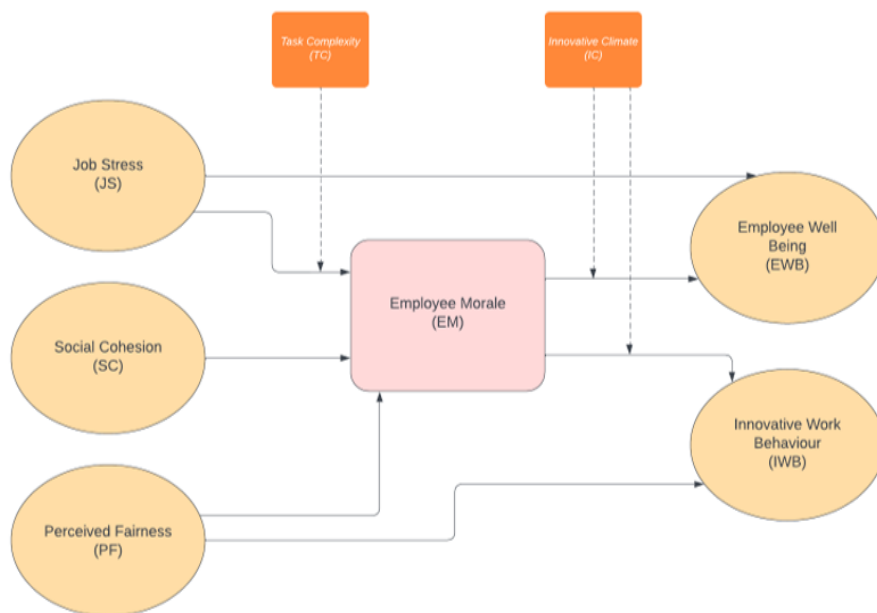 Task Complexity
(TC)
Innovative Climate
(IC)
Job Stress
(JS)
Employee Well
Being
(EWB)
Employee Morale
(EM)
Social Cohesion
(SC)
Innovative Work
Behaviour
(IWB)
Perceived Fairness
(PF)